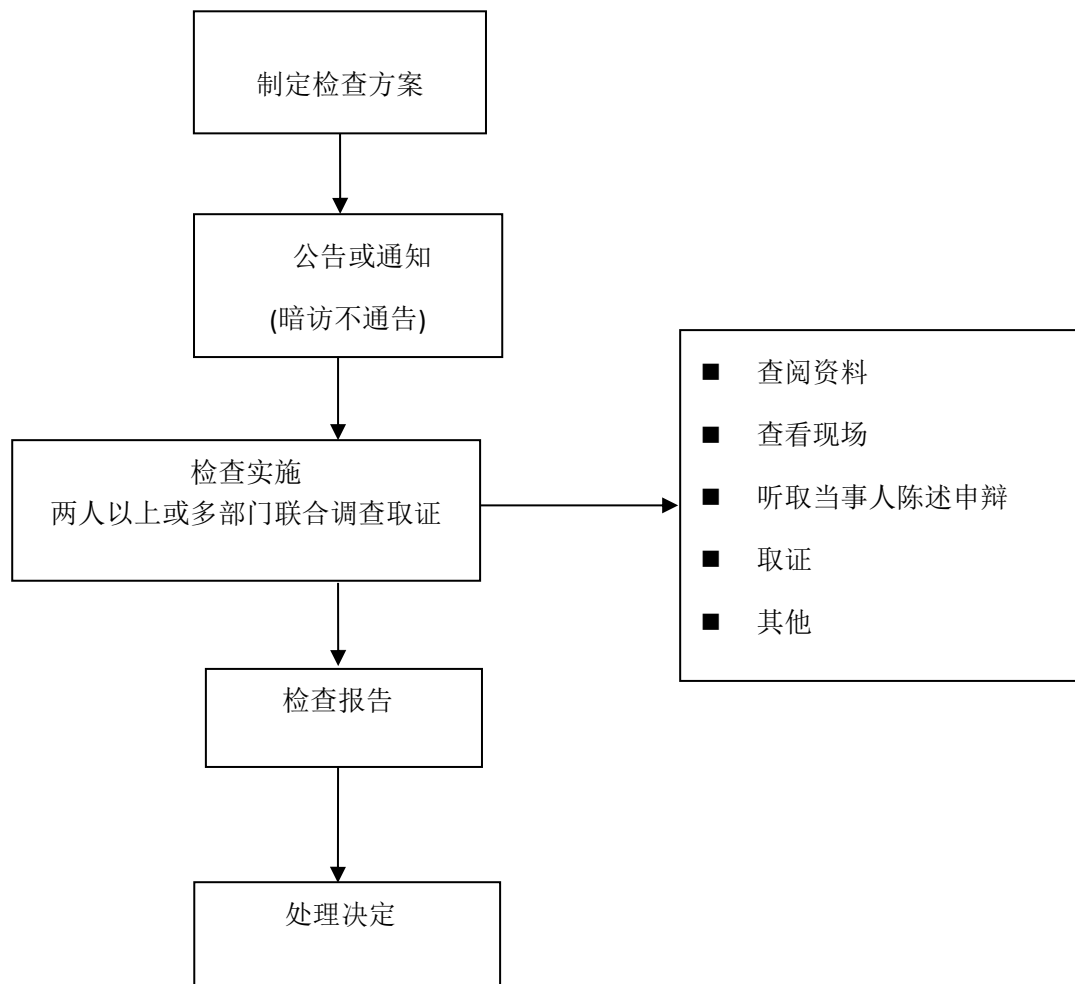 制定检查方案
公告或通知
(暗访不通告)
检查实施
两人以上或多部门联合调查取证
■ 查阅资料
■ 查看现场
■ 听取当事人陈述申辩
■ 取证
■ 其他
检查报告
处理决定